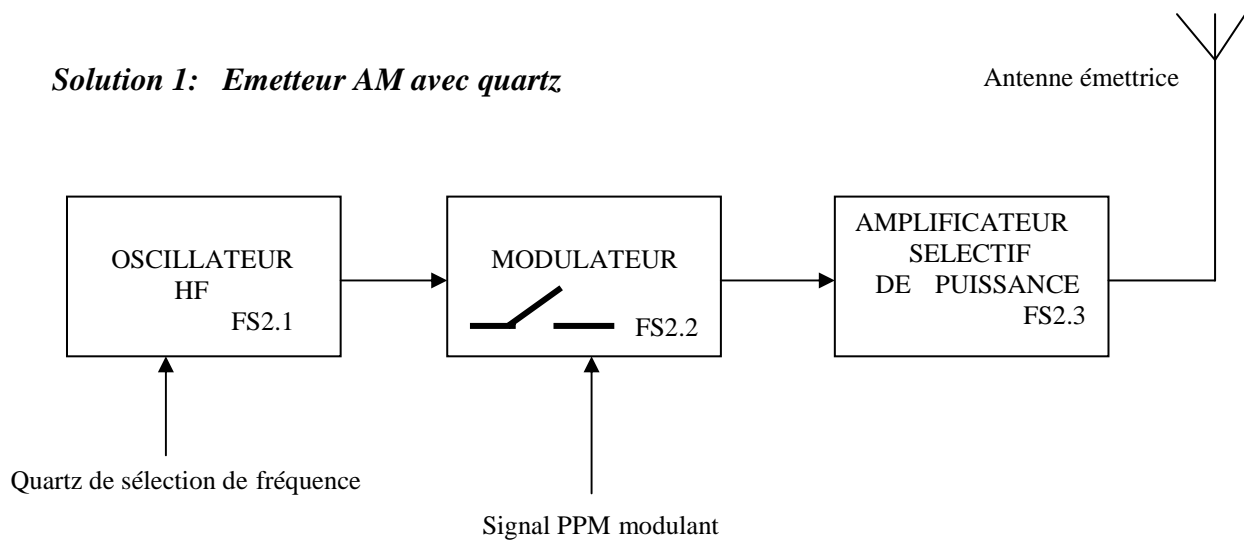 Solution 1: Emetteur AM avec quartz
Antenne émettrice
OSCILLATEUR
HF
FS2.1
MODULATEUR
FS2.2
AMPLIFICATEUR
SELECTIF
DE PUISSANCE
FS2.3
Quartz de sélection de fréquence
Signal PPM modulant